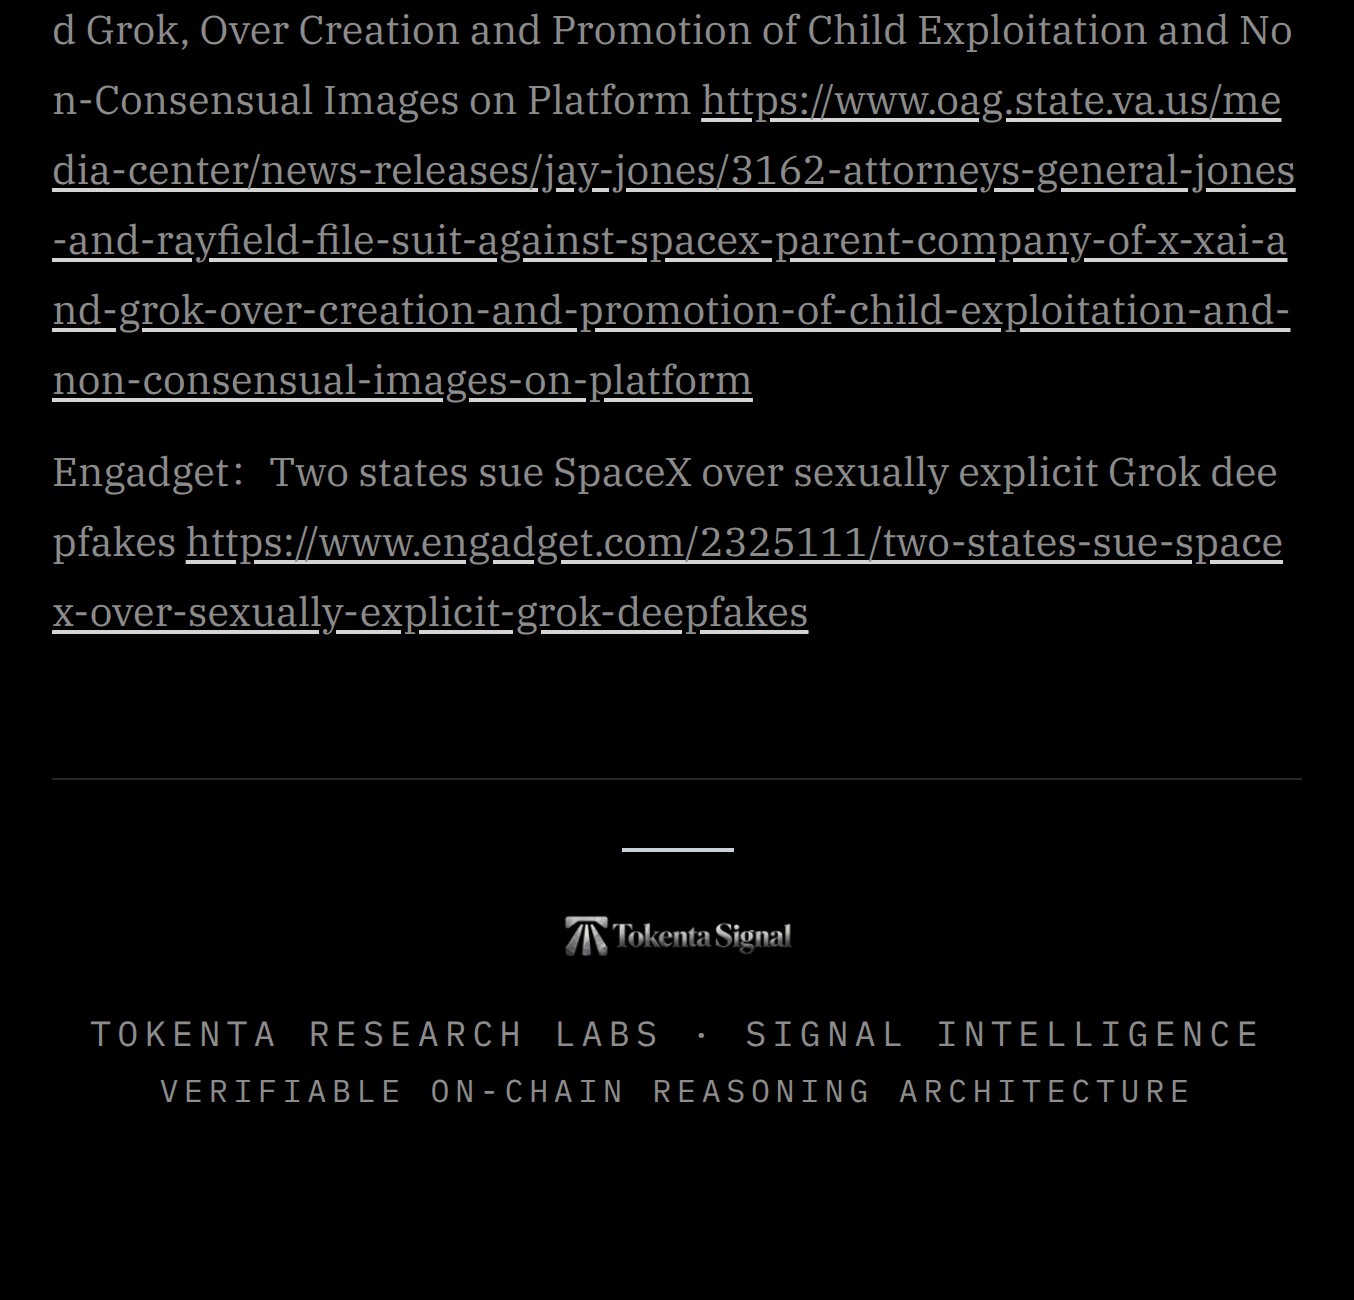 d Grok, Over Creation and Promotion of Child Exploitation and No
n-Consensual Images on Platform https://www.oag.state.va.us/me
dia-center/news-releases/jay-jones/3162-attorneys-general-jones
-and-rayfield-file-suit-against-spacex-parent-company-of-x-xai-a
nd-grok-over-creation-and-promotion-of-child-exploitation-and-
non-consensual-images-on-platform
Engadget： Two states sue SpaceX over sexually explicit Grok dee
pfakes https://www.engadget.com/2325111/two-states-sue-space
x-over-sexually-explicit-grok-deepfakes
Tokenta Signal
TOKENTA RESEARCH LABS · SIGNAL INTELLIGENCE
VERIFIABLE ON-CHAIN REASONING ARCHITECTURE